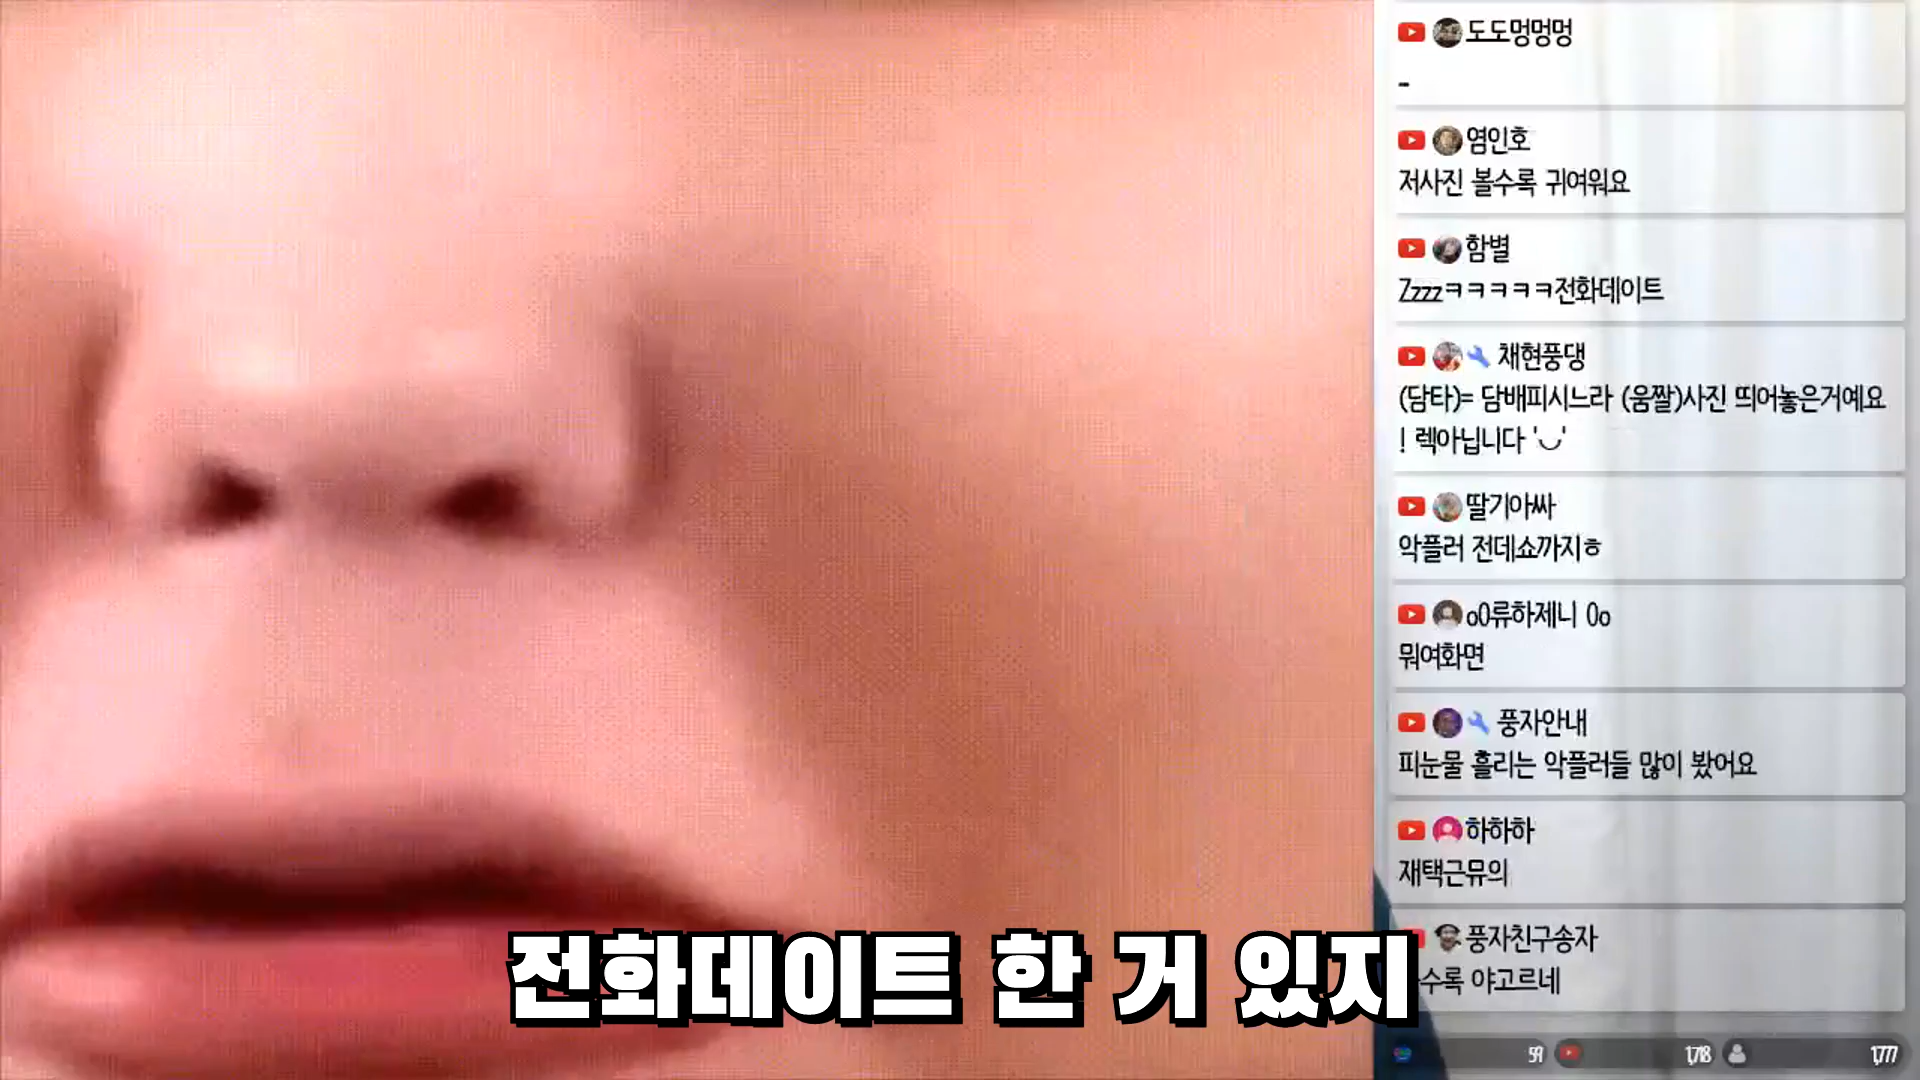 도도멍멍멍
-
염인호
저사진 볼수록 귀여워요
함별
Zzzzㅋㅋㅋㅋㅋ전화데이트
채현풍댕
(담타)= 담배피시느라 (움짤)사진 띄어놓은거예요
! 렉아닙니다 '◡'
딸기아싸
악플러 전데쇼까지ㅎ
o0류하제니 0o
뭐여화면
풍자안내
피눈물 흘리는 악플러들 많이 봤어요
하하하
재택근뮤의
풍자친구송자
수록 야고르네
전화데이트 한 거 있지
59 1,718 1,777